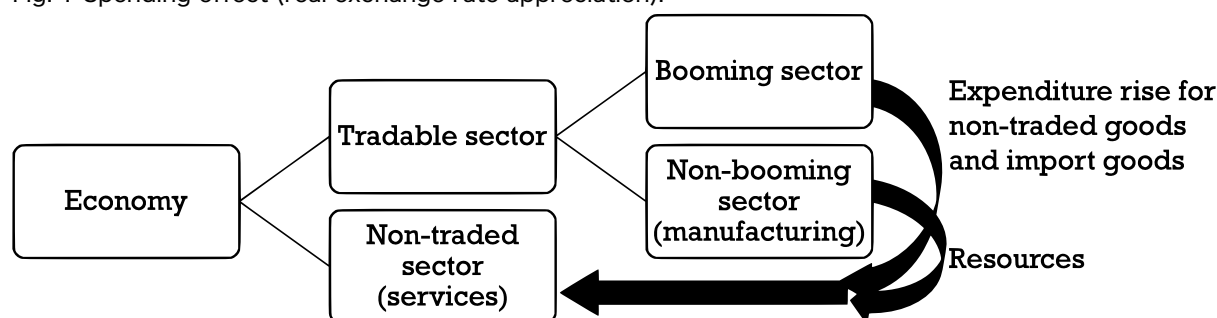 Fig. 1 Spending effect (real exchange rate appreciation).
Booming sector
Expenditure rise for
non-traded goods
and import goods
Tradable sector
Economy
Non-booming
sector
(manufacturing)
Non-traded
sector
(services)
Resources